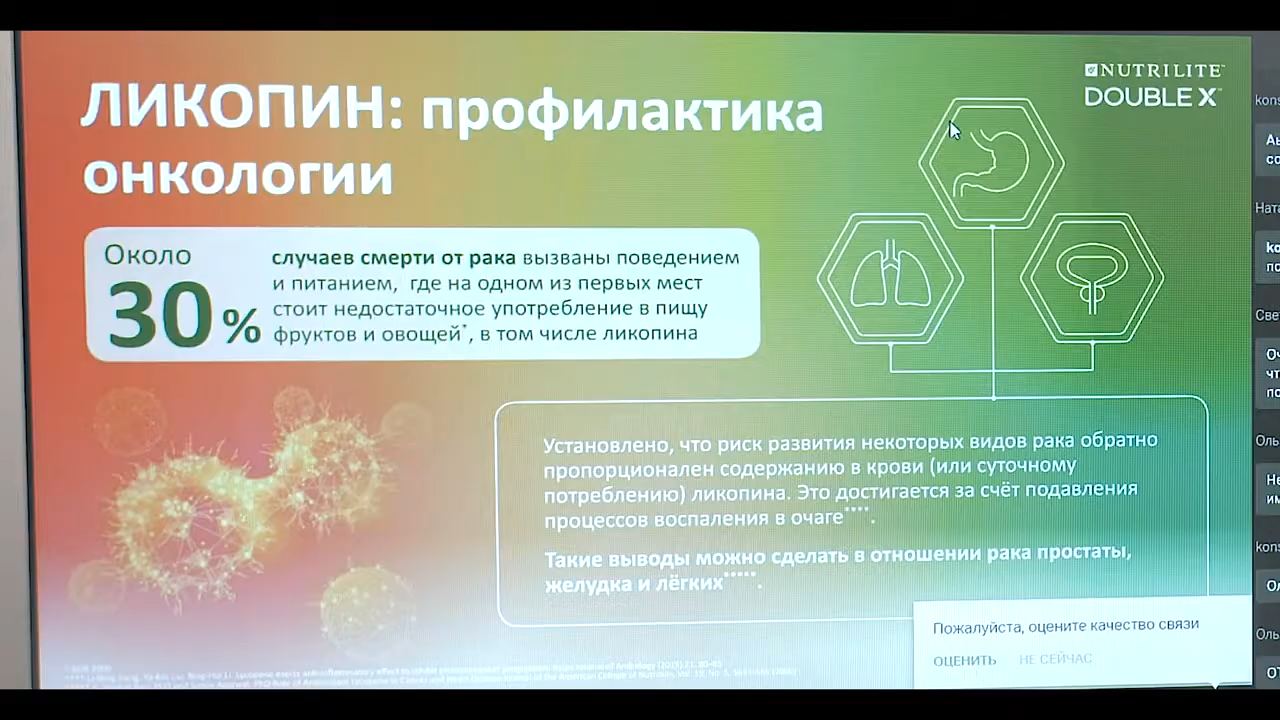 ЛИКОПИН: профилактика
онкологии
NUTRILITE™
DOUBLE X™
Около
30%
случаев смерти от рака вызваны поведением
и питанием, где на одном из первых мест
стоит недостаточное употребление в пищу
фруктов и овощей*, в том числе ликопина
Установлено, что риск развития некоторых видов рака обратно
пропорционален содержанию в крови (или суточному
потреблению) ликопина. Это достигается за счёт подавления
процессов воспаления в очаге****.
Такие выводы можно сделать в отношении рака простаты,
желудка и лёгких*****.
Пожалуйста, оцените качество связи
ОЦЕНИТЬ НЕ СЕЙЧАС